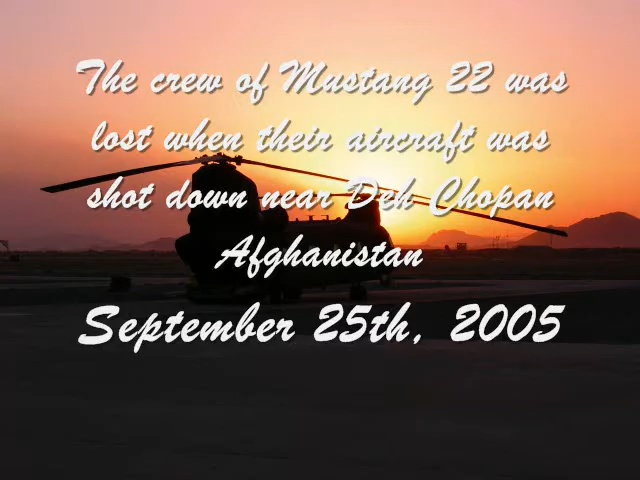 The crew of Mustang 22 was
lost when their aircraft was
shot down near Deh Chopan
Afghanistan
September 25th, 2005